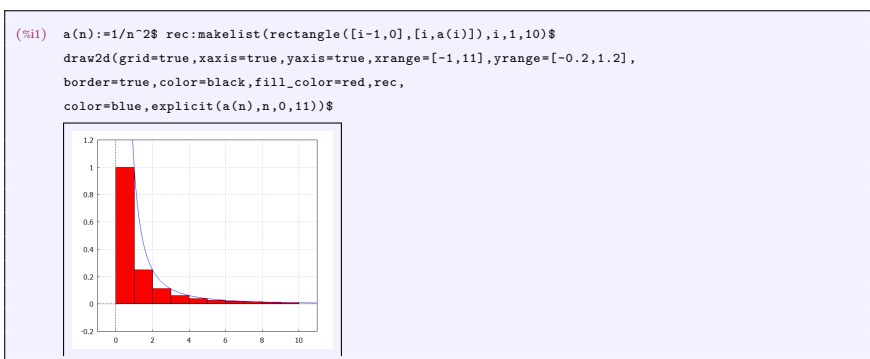 (%i1) a(n):=1/n^2$ rec:makelist(rectangle([i-1,0],[i,a(i)]),i,1,10)$
draw2d(grid=true,xaxis=true,yaxis=true,xrange=[-1,11],yrange=[-0.2,1.2],
border=true,color=black,fill_color=red,rec,
color=blue,explicit(a(n),n,0,11))$
1.2
1
0.8
0.6
0.4
0.2
0
-0.2
0 2 4 6 8 10